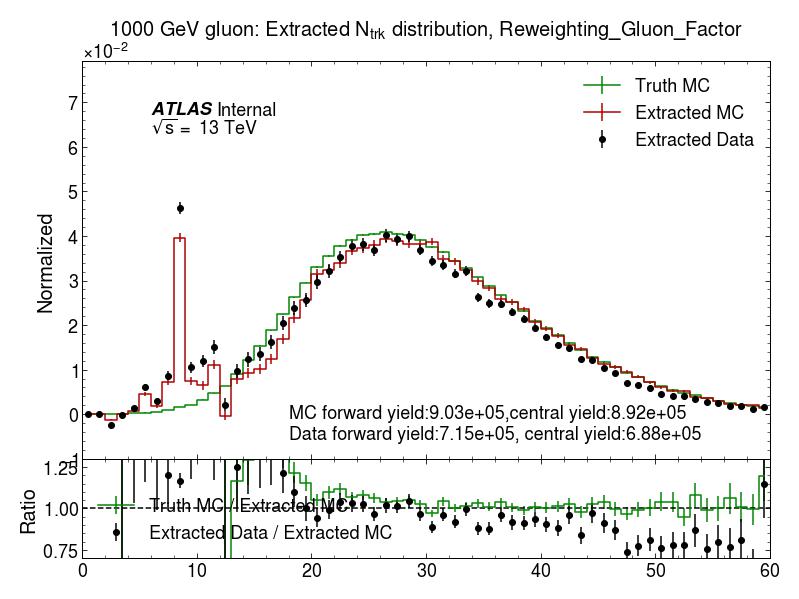 1000 GeV gluon: Extracted N_trk distribution, Reweighting_Gluon_Factor
×10⁻²
ATLAS Internal
√s = 13 TeV
Truth MC
Extracted MC
Extracted Data
Normalized
7
6
5
4
3
2
1
0
MC forward yield:9.03e+05,central yield:8.92e+05
Data forward yield:7.15e+05, central yield:6.88e+05
1
Ratio
1.25
1.00
0.75
Truth MC / Extracted MC
Extracted Data / Extracted MC
0 10 20 30 40 50 60